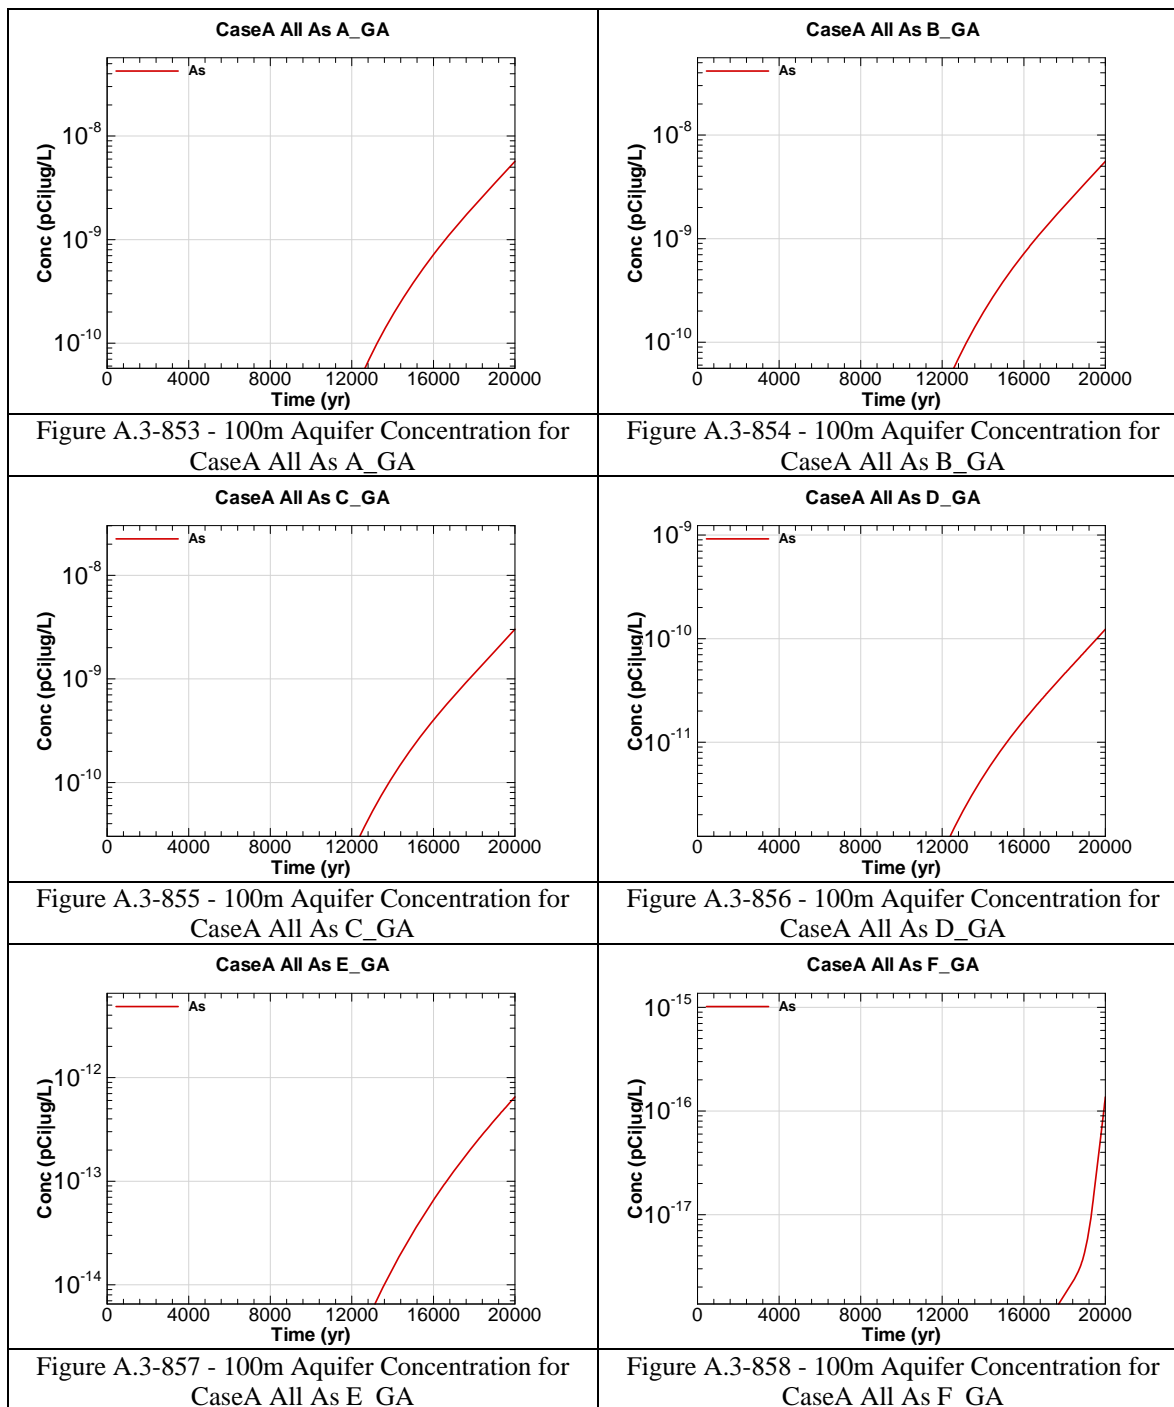 CaseA All As A_GA
As
Conc (pCi|ug/L)
10-8
10-9
10-10
0 4000 8000 12000 16000 20000
Time (yr)
Figure A.3-853 - 100m Aquifer Concentration for
CaseA All As A_GA
CaseA All As B_GA
As
Conc (pCi|ug/L)
10-8
10-9
10-10
0 4000 8000 12000 16000 20000
Time (yr)
Figure A.3-854 - 100m Aquifer Concentration for
CaseA All As B_GA
CaseA All As C_GA
As
Conc (pCi|ug/L)
10-8
10-9
10-10
0 4000 8000 12000 16000 20000
Time (yr)
Figure A.3-855 - 100m Aquifer Concentration for
CaseA All As C_GA
CaseA All As D_GA
As
Conc (pCi|ug/L)
10-9
10-10
10-11
0 4000 8000 12000 16000 20000
Time (yr)
Figure A.3-856 - 100m Aquifer Concentration for
CaseA All As D_GA
CaseA All As E_GA
As
Conc (pCi|ug/L)
10-12
10-13
10-14
0 4000 8000 12000 16000 20000
Time (yr)
Figure A.3-857 - 100m Aquifer Concentration for
CaseA All As E_GA
CaseA All As F_GA
As
Conc (pCi|ug/L)
10-15
10-16
10-17
0 4000 8000 12000 16000 20000
Time (yr)
Figure A.3-858 - 100m Aquifer Concentration for
CaseA All As F_GA